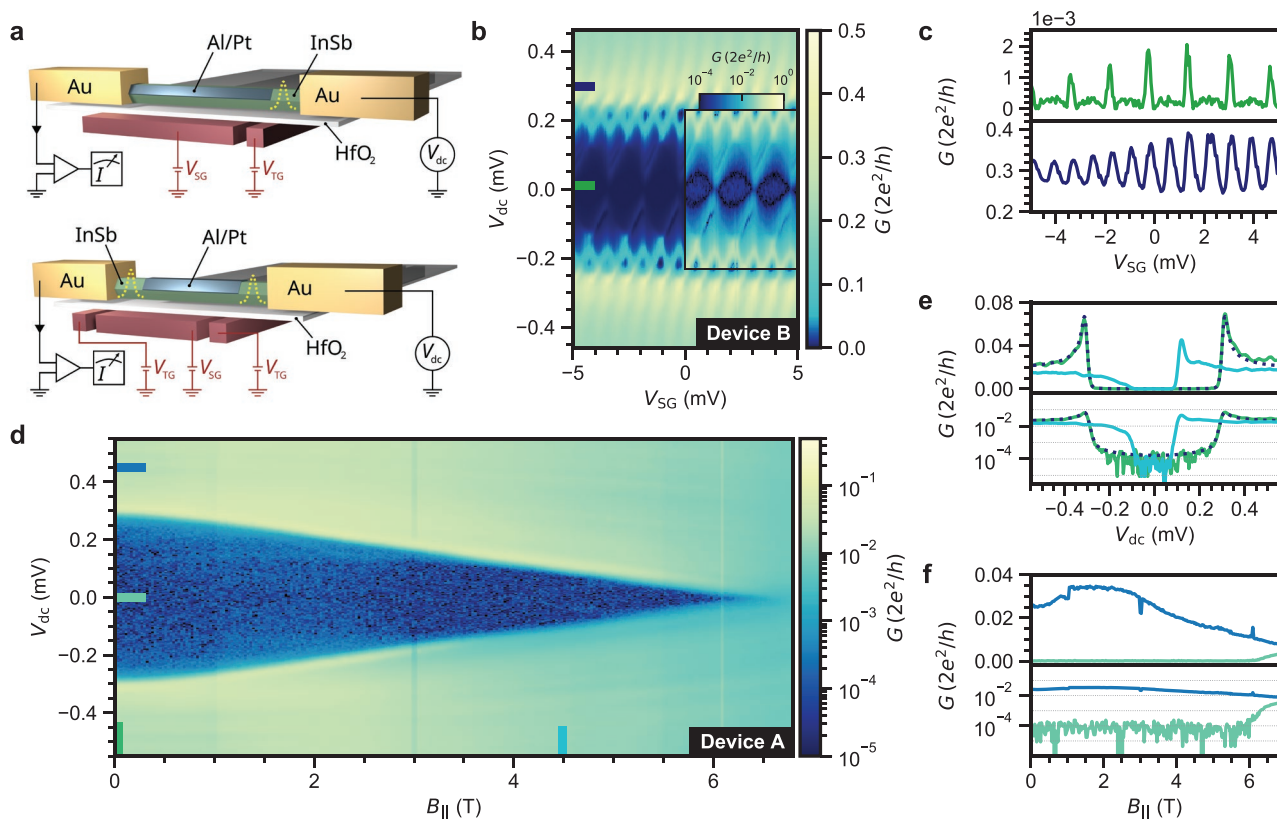 a
Al/Pt
InSb
Au
Au
HfO2
VSG
VTG
Vdc
I
InSb
Al/Pt
Au
Au
HfO2
VTG
VSG
VTG
Vdc
I
b
G (2e²/h)
10⁻⁴ 10⁻² 10⁰
0.4
0.2
0.0
−0.2
−0.4
Vdc (mV)
Device B
−5 0 5
VSG (mV)
0.5
0.4
0.3
0.2
0.1
0.0
G (2e²/h)
c
1e−3
2
1
0
0.4
0.3
0.2
G (2e²/h)
−4 −2 0 2 4
VSG (mV)
d
0.4
0.2
0.0
−0.2
−0.4
Vdc (mV)
Device A
0 2 4 6
B|| (T)
10⁻¹
10⁻²
10⁻³
10⁻⁴
10⁻⁵
G (2e²/h)
e
0.08
0.04
0.00
10⁻²
10⁻⁴
G (2e²/h)
−0.4 −0.2 0.0 0.2 0.4
Vdc (mV)
f
0.04
0.02
0.00
10⁻²
10⁻⁴
G (2e²/h)
0 2 4 6
B|| (T)